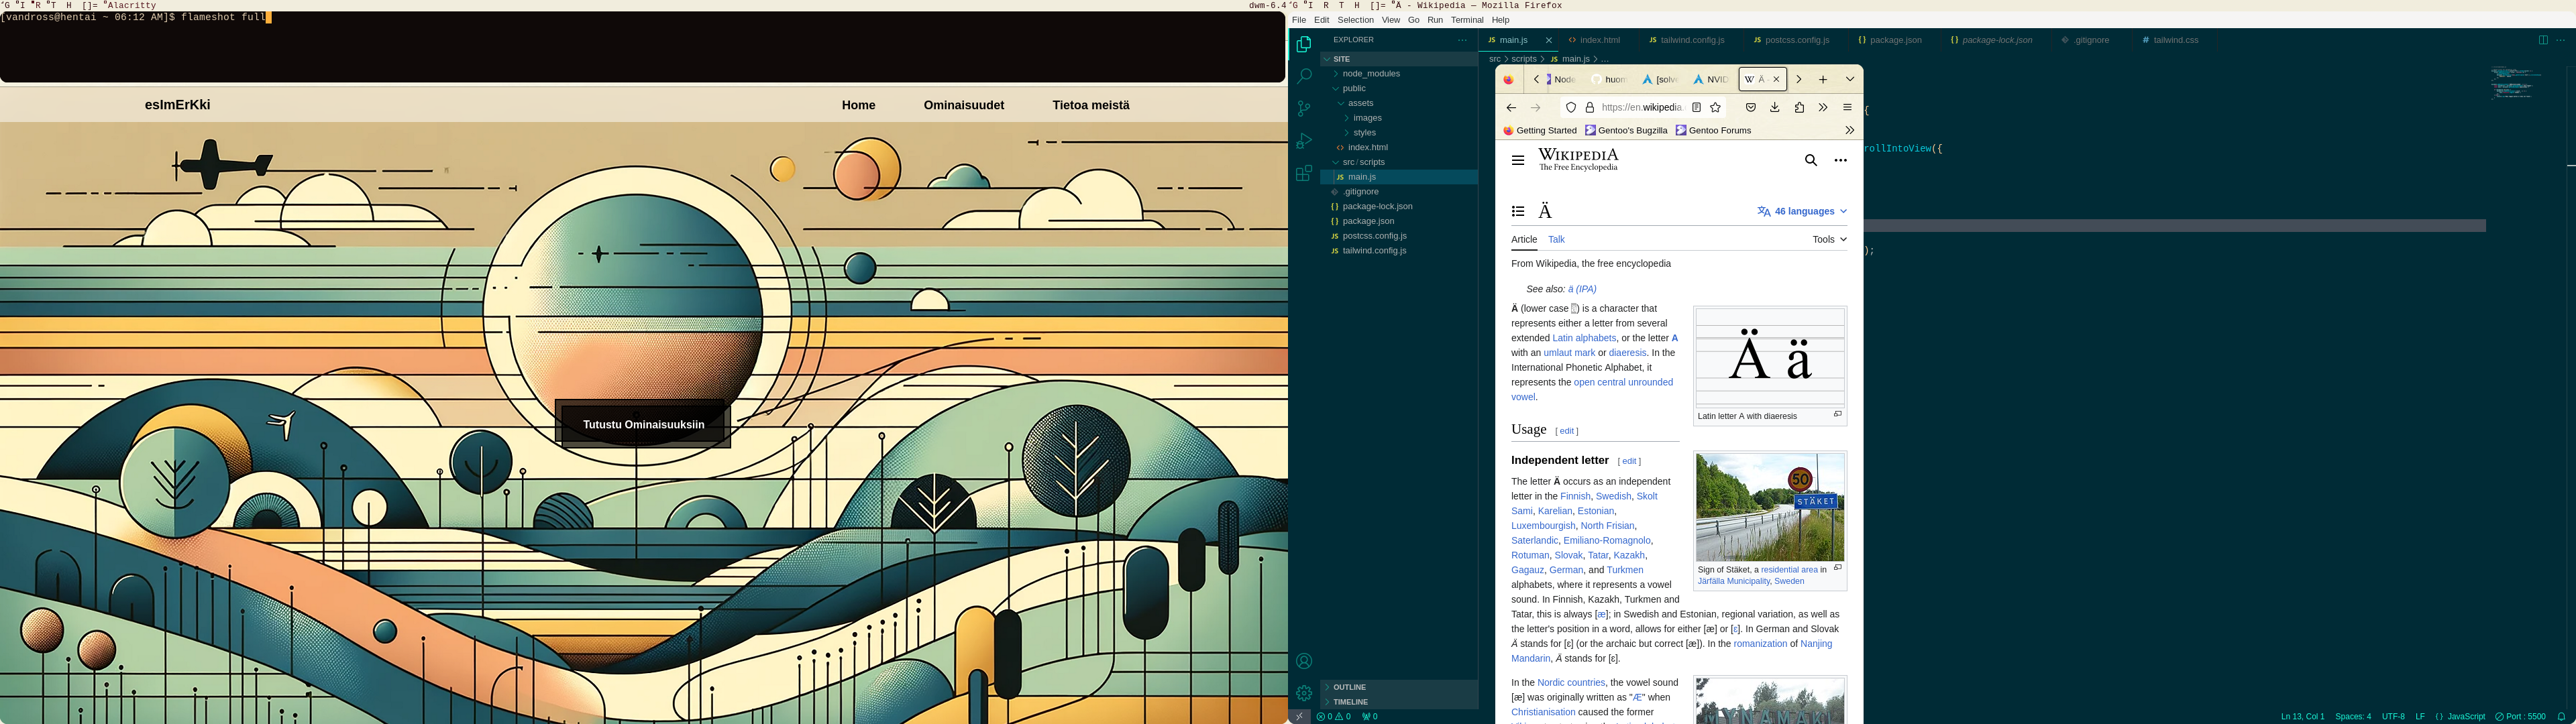 G I R T H []= Alacritty
dwm-6.4
[vandross@hentai ~ 06:12 AM]$ flameshot full
esImErKki
Home Ominaisuudet Tietoa meistä
Tutustu Ominaisuuksiin
G I R T H []= Ä - Wikipedia — Mozilla Firefox
File Edit Selection View Go Run Terminal Help
EXPLORER
SITE
node_modules
public
assets
images
styles
index.html
src / scripts
main.js
.gitignore
package-lock.json
package.json
postcss.config.js
tailwind.config.js
OUTLINE
TIMELINE
main.js index.html tailwind.config.js postcss.config.js package.json package-lock.json .gitignore tailwind.css
src > scripts > main.js > ...
{
rollIntoView({
);
Node huom [solve NVID Ä -
https://en.wikipedia.
Getting Started Gentoo's Bugzilla Gentoo Forums
WIKIPEDIA
The Free Encyclopedia
Ä
46 languages
Article Talk Tools
From Wikipedia, the free encyclopedia
See also: ä (IPA)
Ä (lower case ) is a character that
represents either a letter from several
extended Latin alphabets, or the letter A
with an umlaut mark or diaeresis. In the
International Phonetic Alphabet, it
represents the open central unrounded
vowel.
Ä ä
Latin letter A with diaeresis
Usage [ edit ]
Independent letter [ edit ]
The letter Ä occurs as an independent
letter in the Finnish, Swedish, Skolt
Sami, Karelian, Estonian,
Luxembourgish, North Frisian,
Saterlandic, Emiliano-Romagnolo,
Rotuman, Slovak, Tatar, Kazakh,
Gagauz, German, and Turkmen
alphabets, where it represents a vowel
sound. In Finnish, Kazakh, Turkmen and
Tatar, this is always [æ]; in Swedish and Estonian, regional variation, as well as
the letter's position in a word, allows for either [æ] or [ɛ]. In German and Slovak
Ä stands for [ɛ] (or the archaic but correct [æ]). In the romanization of Nanjing
Mandarin, Ä stands for [ɛ].
50
STÄKET
Sign of Stäket, a residential area in
Järfälla Municipality, Sweden
In the Nordic countries, the vowel sound
[æ] was originally written as "Æ" when
Christianisation caused the former
0 0 0
Ln 13, Col 1 Spaces: 4 UTF-8 LF {} JavaScript Port : 5500